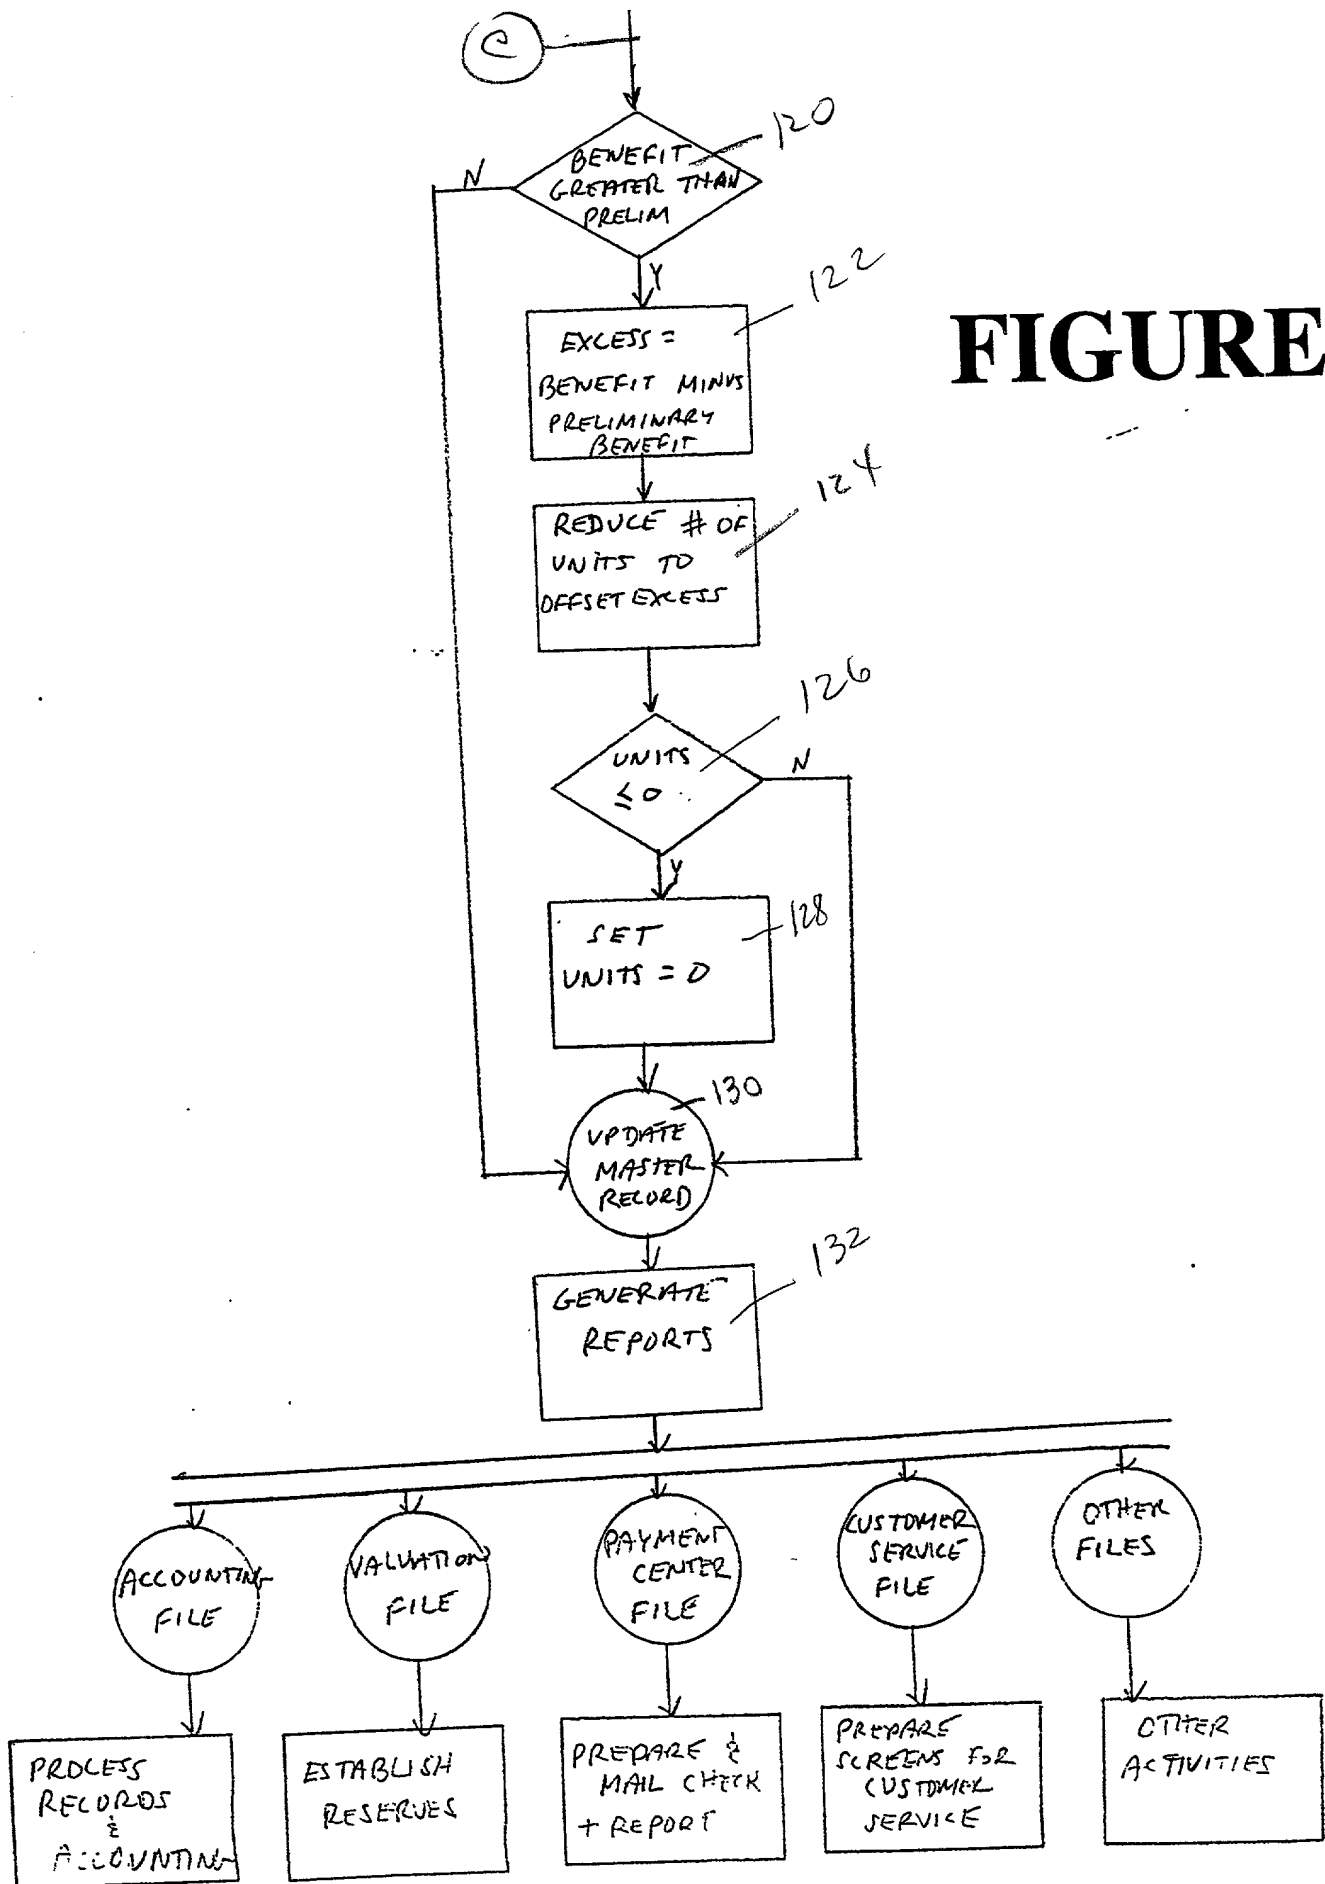 C
120
BENEFIT
GREATER THAN
PRELIM
N
Y
122
EXCESS =
BENEFIT MINUS
PRELIMINARY
BENEFIT
FIGURE
124
REDUCE # OF
UNITS TO
OFFSET EXCESS
126
UNITS
≤ 0
N
Y
SET
UNITS = 0
128
130
UPDATE
MASTER
RECORD
132
GENERATE
REPORTS
ACCOUNTING
FILE
VALUATION
FILE
PAYMENT
CENTER
FILE
CUSTOMER
SERVICE
FILE
OTHER
FILES
PROCESS
RECORDS
&
ACCOUNTING
ESTABLISH
RESERVES
PREPARE &
MAIL CHECK
+ REPORT
PREPARE
SCREENS FOR
CUSTOMER
SERVICE
OTHER
ACTIVITIES